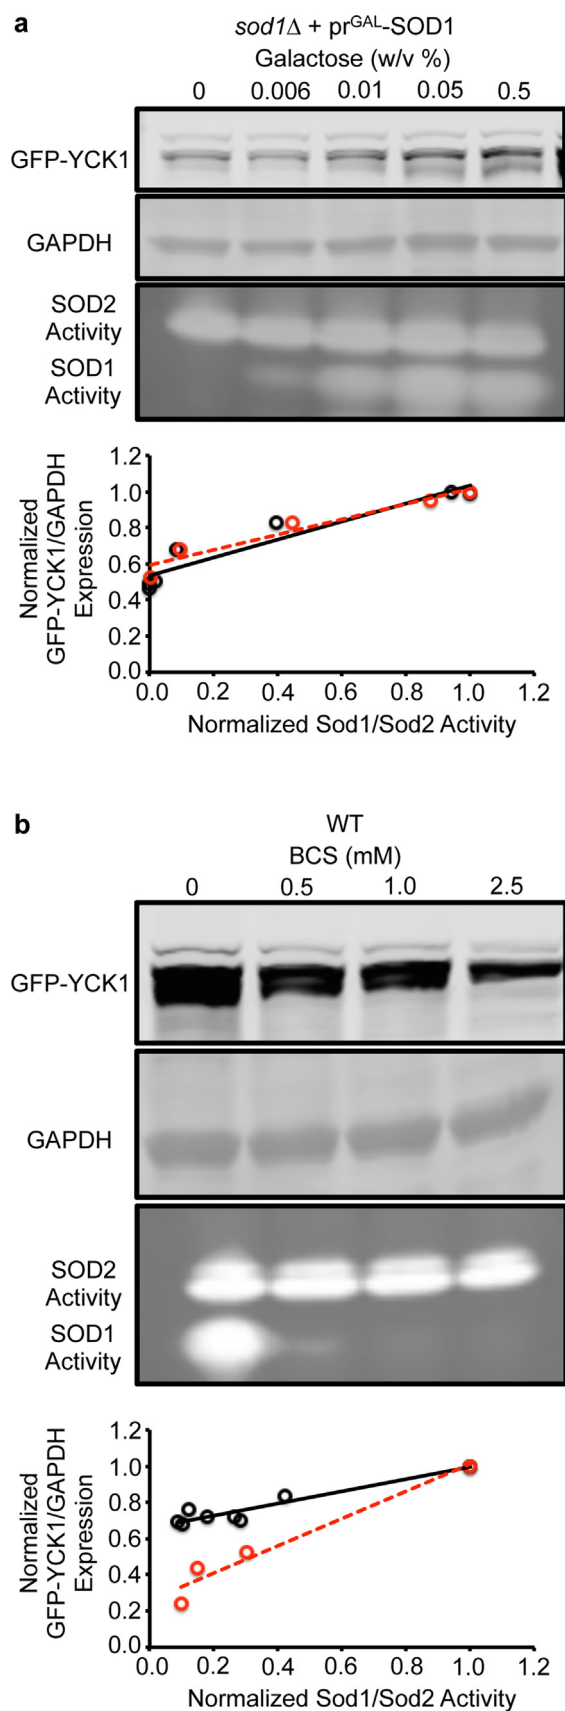 a
sod1Δ + prGAL-SOD1
Galactose (w/v %)
0 0.006 0.01 0.05 0.5
GFP-YCK1
GAPDH
SOD2
Activity
SOD1
Activity
Normalized
GFP-YCK1/GAPDH
Expression
1.2
1.0
0.8
0.6
0.4
0.2
0.0
0.0 0.2 0.4 0.6 0.8 1.0 1.2
Normalized Sod1/Sod2 Activity
b
WT
BCS (mM)
0 0.5 1.0 2.5
GFP-YCK1
GAPDH
SOD2
Activity
SOD1
Activity
Normalized
GFP-YCK1/GAPDH
Expression
1.2
1.0
0.8
0.6
0.4
0.2
0.0
0.0 0.2 0.4 0.6 0.8 1.0 1.2
Normalized Sod1/Sod2 Activity